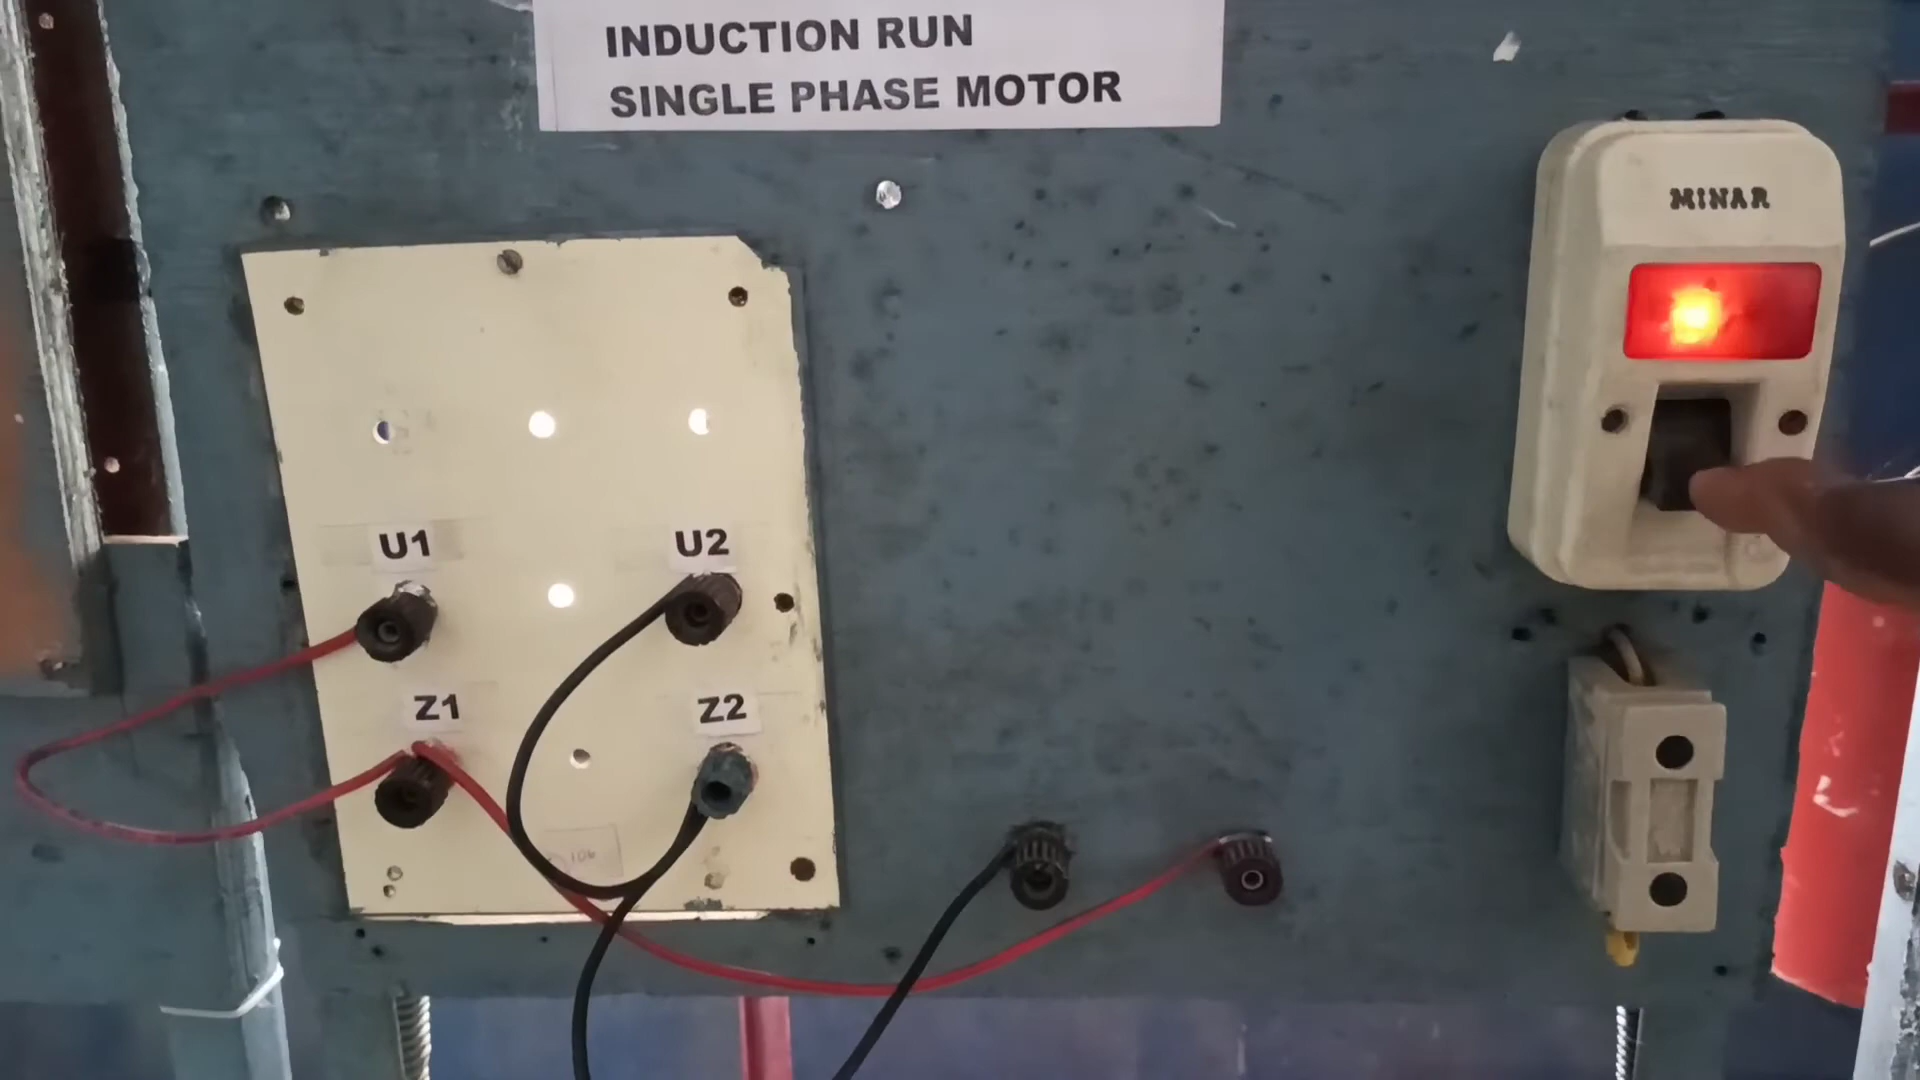 INDUCTION RUN
SINGLE PHASE MOTOR
MINAR
U1
U2
Z1
Z2